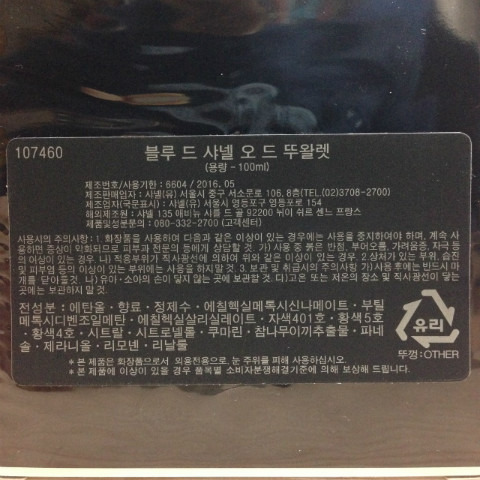 107460
블루 드 샤넬 오 드 뚜왈렛
(용량 - 100ml)
제조번호/사용기한 : 6604 / 2016. 05
제조판매업자 : 샤넬(유) 서울시 중구 서소문로 106, 8층(TEL.02)3708-2700)
제조업자(국문표시) : 샤넬(유) 서울시 영등포구 영등포로 154
해외제조원 : 샤넬 135 애비뉴 시를 드 골 92200 뉘이 쉬르 센느 프랑스
소비자상담실 : 080-332-2700 (고객센터)
사용시의 주의사항 : 1. 화장품을 사용하여 다음과 같은 이상이 있는 경우에는 사용을 중지하여야 하며, 계속 사
용하면 증상이 악화되므로 피부과 전문의 등에게 상담할 것. 가) 사용 중 붉은 반점, 부어오름, 가려움증, 자극 등
의 이상이 있는 경우. 나) 적용부위가 직사광선에 의하여 위와 같은 이상이 있는 경우. 2.상처가 있는 부위, 습진
및 피부염 등의 이상이 있는 부위에는 사용을 하지말 것. 3.보관 및 취급시의 주의사항 가) 사용 후에는 반드시 마
개를 닫아둘것. 나) 유아·소아의 손이 닿지 않는 곳에 보관할 것. 다)고온 또는 저온의 장소 및 직사광선이 닿는
곳에는 보관하지 말 것.
전성분 : 에탄올 · 향료 · 정제수 · 에칠헥실메톡시신나메이트 · 부틸
메톡시디벤조일메탄 · 에칠헥실살리실레이트 · 자색401호 · 황색5호
· 황색4호 · 시트랄 · 시트로넬롤 · 쿠마린 · 참나무이끼추출물 · 파네
솔 · 제라니올 · 리모넨 · 리날룰
유리
뚜껑:OTHER
* 본 제품은 화장품으로서 외용전용으로, 눈 주위를 피해 사용하십시오.
* 본 제품에 이상이 있을 경우 품목별 소비자분쟁해결기준에 의해 보상해 드립니다.